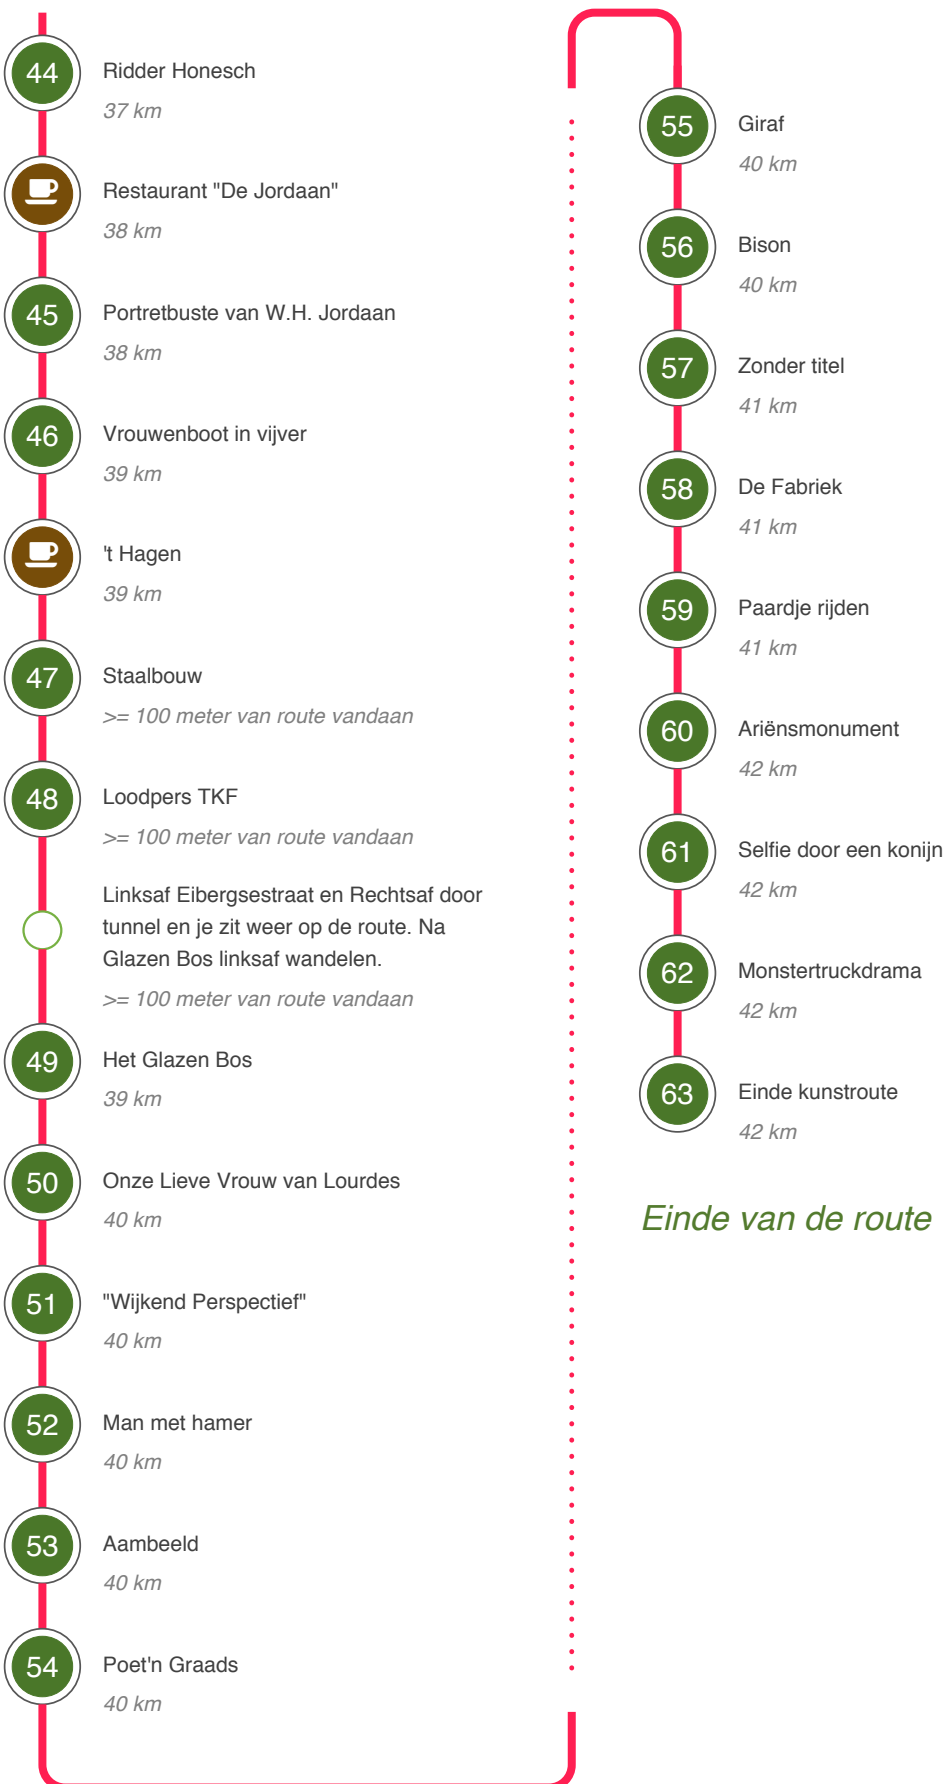 44
Ridder Honesch
37 km
Restaurant "De Jordaan"
38 km
45
Portretbuste van W.H. Jordaan
38 km
46
Vrouwenboot in vijver
39 km
't Hagen
39 km
47
Staalbouw
>= 100 meter van route vandaan
48
Loodpers TKF
>= 100 meter van route vandaan
Linksaf Eibergsestraat en Rechtsaf door
tunnel en je zit weer op de route. Na
Glazen Bos linksaf wandelen.
>= 100 meter van route vandaan
49
Het Glazen Bos
39 km
50
Onze Lieve Vrouw van Lourdes
40 km
51
"Wijkend Perspectief"
40 km
52
Man met hamer
40 km
53
Aambeeld
40 km
54
Poet'n Graads
40 km
55
Giraf
40 km
56
Bison
40 km
57
Zonder titel
41 km
58
De Fabriek
41 km
59
Paardje rijden
41 km
60
Ariënsmonument
42 km
61
Selfie door een konijn
42 km
62
Monstertruckdrama
42 km
63
Einde kunstroute
42 km
Einde van de route